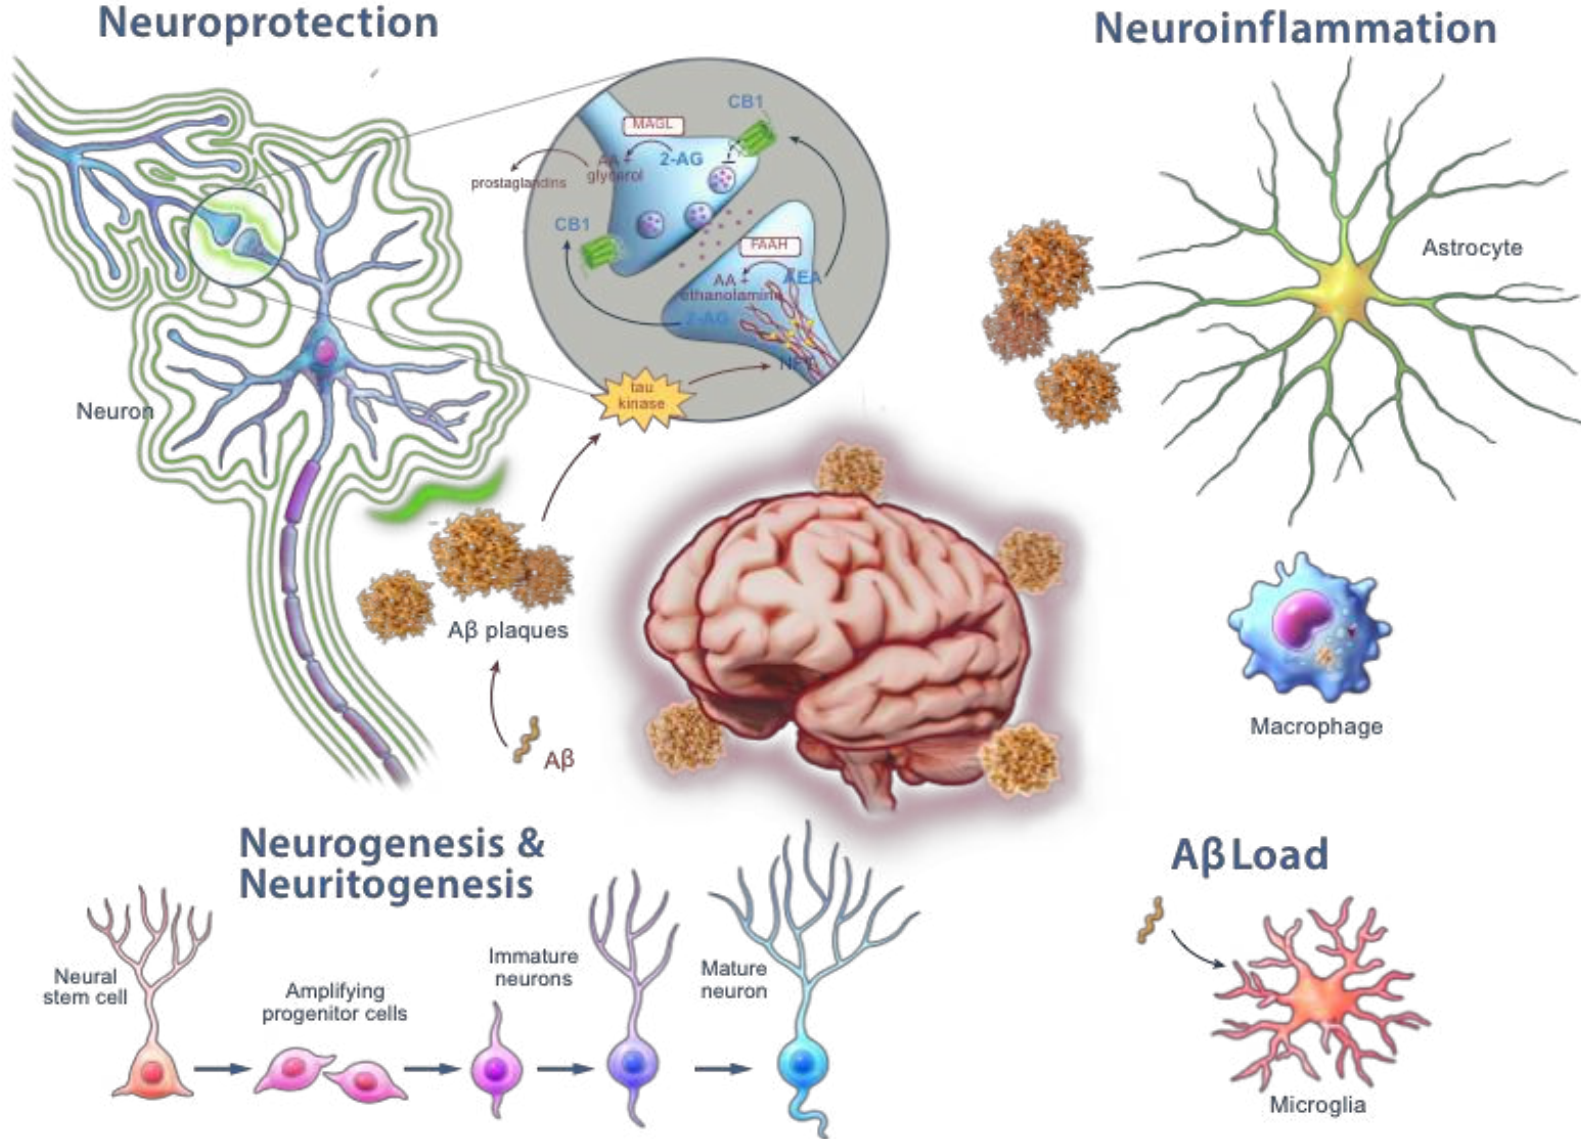 Neuroprotection
Neuroinflammation
CB1
MAGL
AA +
2-AG
glycerol
prostaglandins
CB1
FAAH
AA +
AEA
ethanolamine
2-AG
NFT
tau
kinase
Neuron
Astrocyte
Aβ plaques
Aβ
Macrophage
Neurogenesis &
Neuritogenesis
Neural
stem cell
Amplifying
progenitor cells
Immature
neurons
Mature
neuron
Aβ Load
Microglia